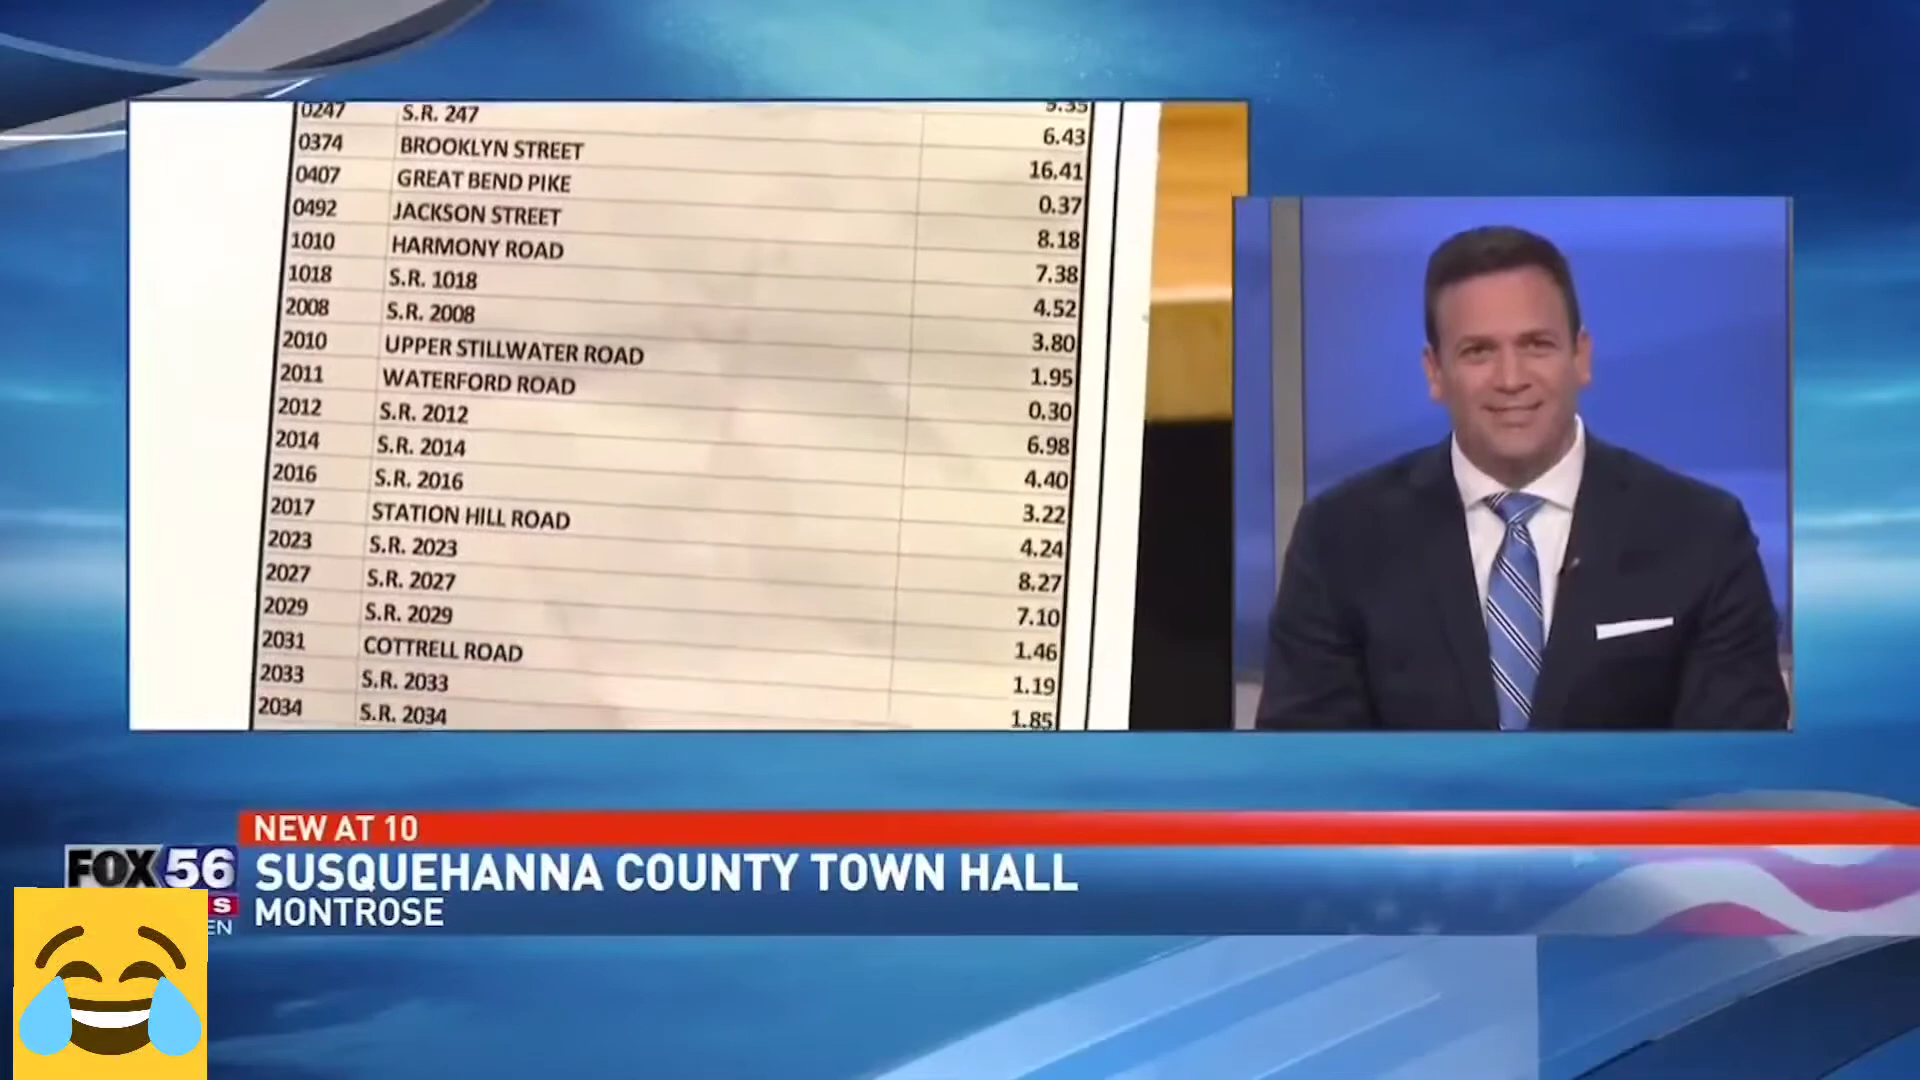 9.35
0247 S.R. 247 6.43
0374 BROOKLYN STREET 16.41
0407 GREAT BEND PIKE 0.37
0492 JACKSON STREET 8.18
1010 HARMONY ROAD 7.38
1018 S.R. 1018 4.52
2008 S.R. 2008 3.80
2010 UPPER STILLWATER ROAD 1.95
2011 WATERFORD ROAD 0.30
2012 S.R. 2012 6.98
2014 S.R. 2014 4.40
2016 S.R. 2016 3.22
2017 STATION HILL ROAD 4.24
2023 S.R. 2023 8.27
2027 S.R. 2027 7.10
2029 S.R. 2029 1.46
2031 COTTRELL ROAD 1.19
2033 S.R. 2033 1.85
2034 S.R. 2034
NEW AT 10
FOX 56
SUSQUEHANNA COUNTY TOWN HALL
MONTROSE